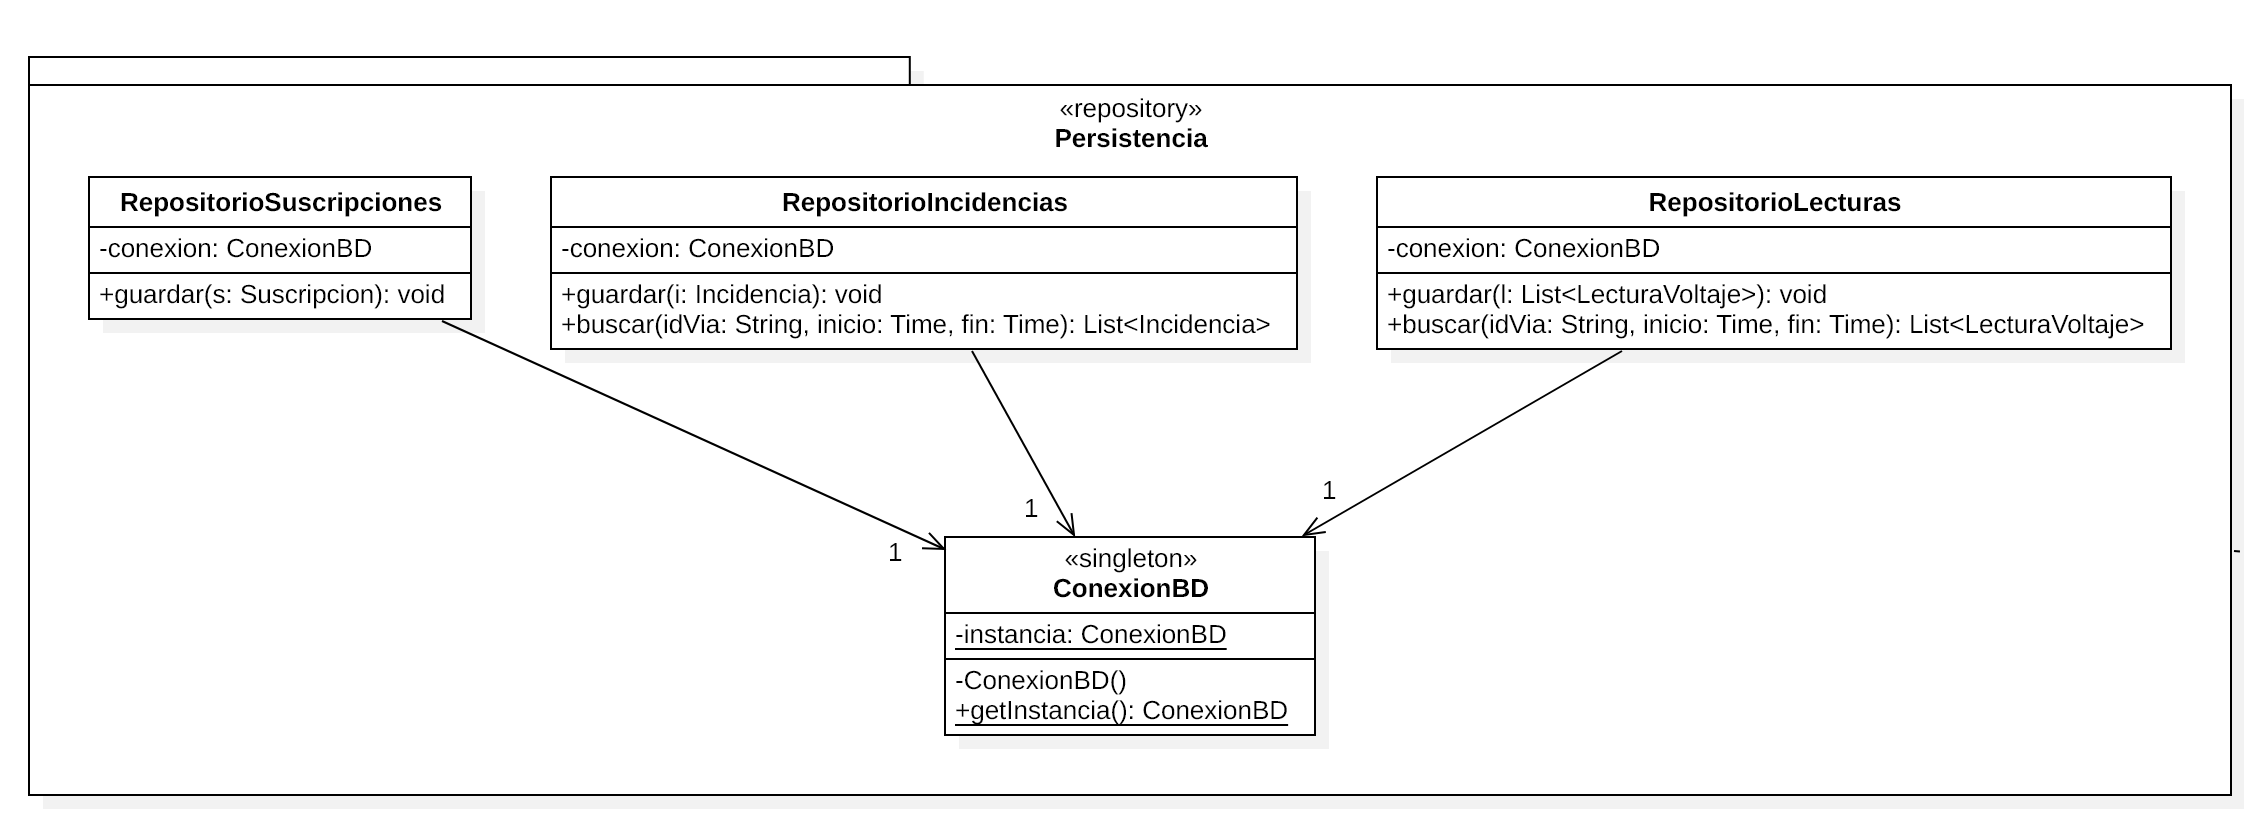 «repository»
Persistencia
RepositorioSuscripciones
-conexion: ConexionBD
+guardar(s: Suscripcion): void
RepositorioIncidencias
-conexion: ConexionBD
+guardar(i: Incidencia): void
+buscar(idVia: String, inicio: Time, fin: Time): List<Incidencia>
RepositorioLecturas
-conexion: ConexionBD
+guardar(l: List<LecturaVoltaje>): void
+buscar(idVia: String, inicio: Time, fin: Time): List<LecturaVoltaje>
1
1
1
«singleton»
ConexionBD
-instancia: ConexionBD
-ConexionBD()
+getInstancia(): ConexionBD